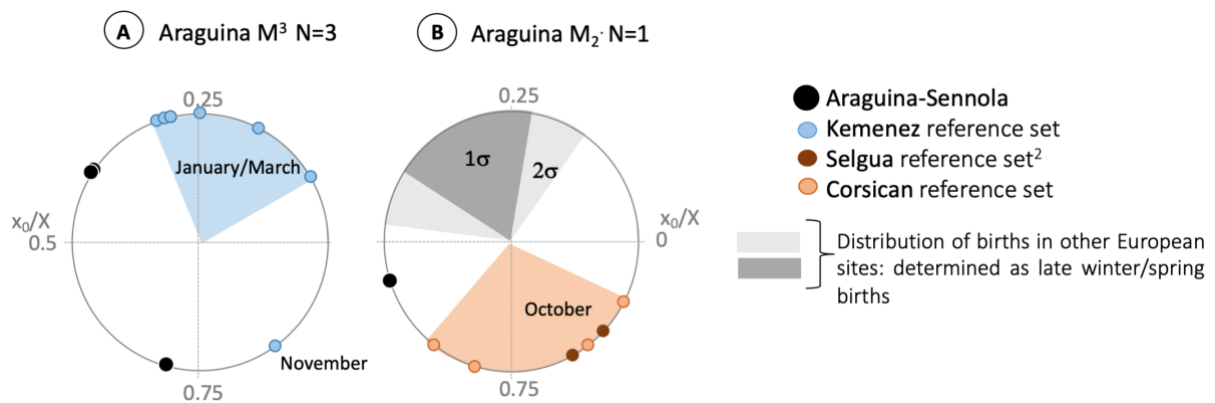 A Araguina M³ N=3
B Araguina M₂· N=1
0.25
January/March
x₀/X
0.5
0.75
November
0.25
1σ
2σ
x₀/X
0
October
0.75
Araguina-Sennola
Kemenez reference set
Selgua reference set²
Corsican reference set
Distribution of births in other European
sites: determined as late winter/spring
births